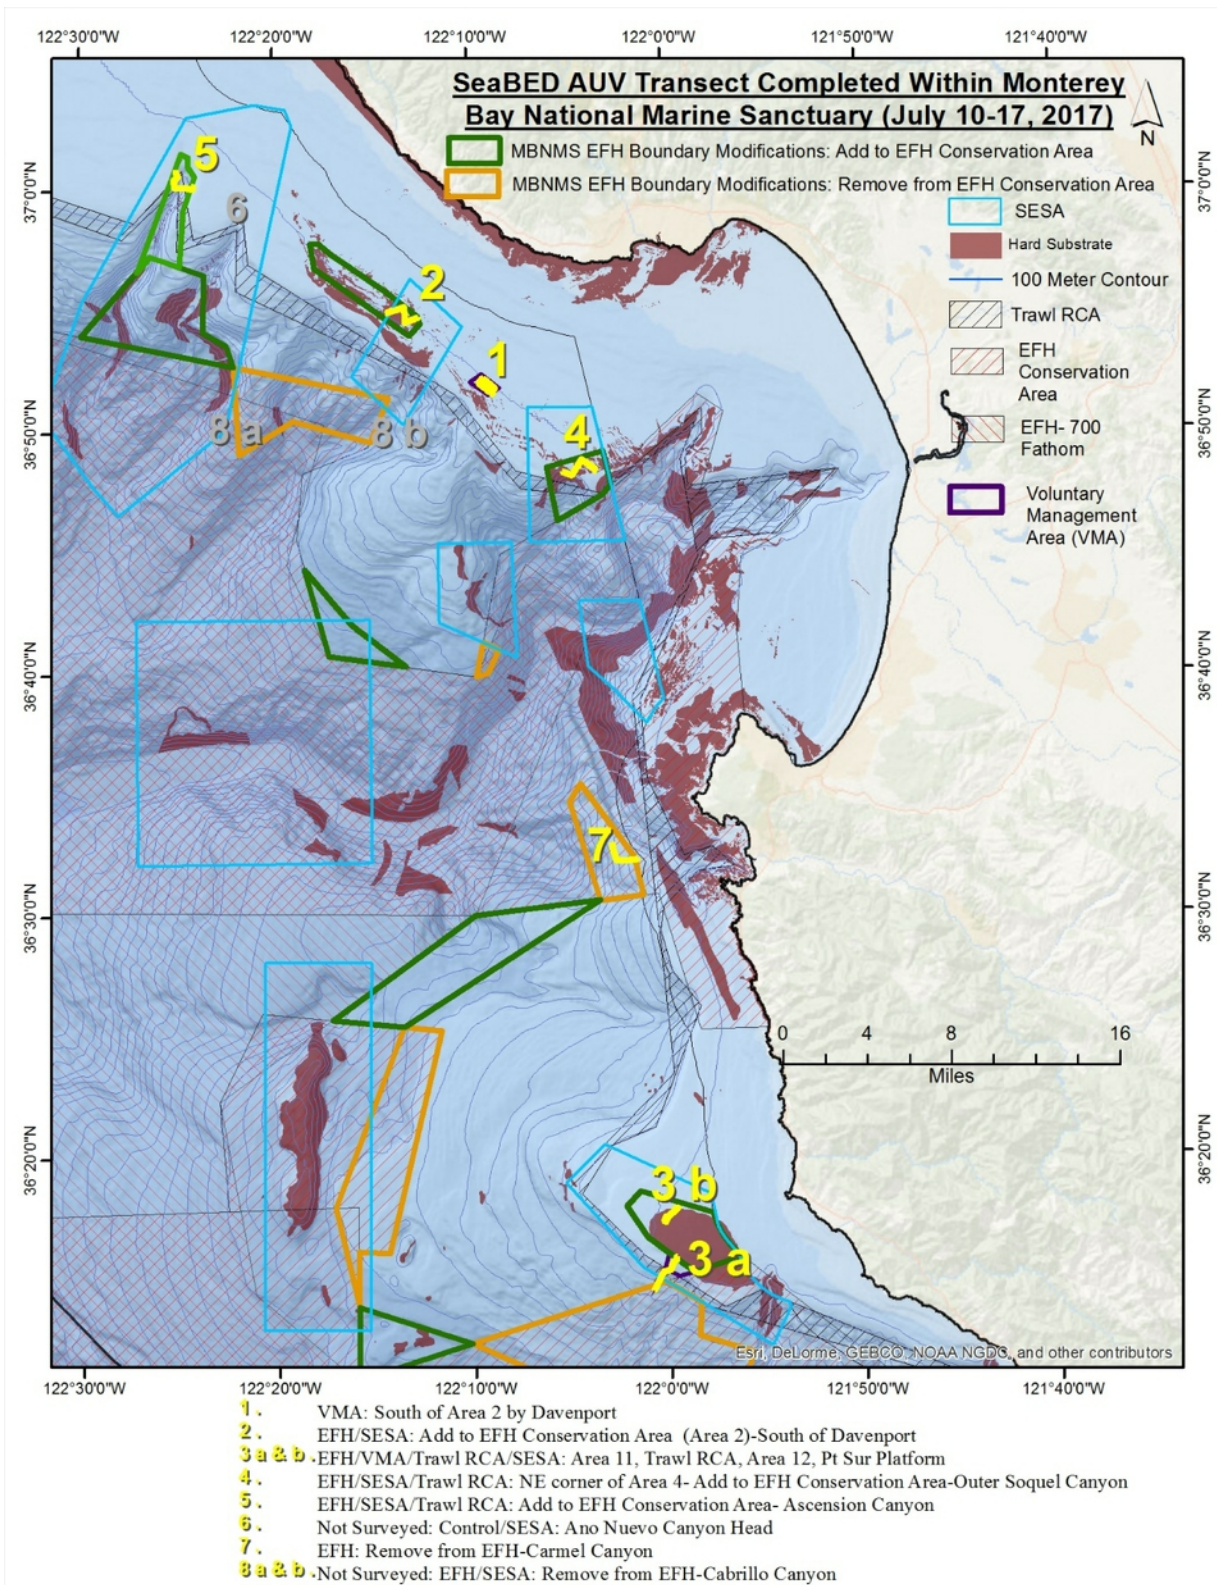 122°30'0"W 122°20'0"W 122°10'0"W 122°0'0"W 121°50'0"W 121°40'0"W
SeaBED AUV Transect Completed Within Monterey
Bay National Marine Sanctuary (July 10-17, 2017)
N
MBNMS EFH Boundary Modifications: Add to EFH Conservation Area
MBNMS EFH Boundary Modifications: Remove from EFH Conservation Area
SESA
Hard Substrate
100 Meter Contour
Trawl RCA
EFH
Conservation
Area
EFH- 700
Fathom
Voluntary
Management
Area (VMA)
37°0'0"N 37°0'0"N
36°50'0"N 36°50'0"N
36°40'0"N 36°40'0"N
36°30'0"N 36°30'0"N
36°20'0"N 36°20'0"N
5
6
2
1
8 a 8 b
4
7
0 4 8 16
Miles
3 b
3 a
Esri, DeLorme, GEBCO, NOAA NGDC, and other contributors
122°30'0"W 122°20'0"W 122°10'0"W 122°0'0"W 121°50'0"W 121°40'0"W
1. VMA: South of Area 2 by Davenport
2. EFH/SESA: Add to EFH Conservation Area (Area 2)-South of Davenport
3 a & b. EFH/VMA/Trawl RCA/SESA: Area 11, Trawl RCA, Area 12, Pt Sur Platform
4. EFH/SESA/Trawl RCA: NE corner of Area 4- Add to EFH Conservation Area-Outer Soquel Canyon
5. EFH/SESA/Trawl RCA: Add to EFH Conservation Area- Ascension Canyon
6. Not Surveyed: Control/SESA: Ano Nuevo Canyon Head
7. EFH: Remove from EFH-Carmel Canyon
8 a & b. Not Surveyed: EFH/SESA: Remove from EFH-Cabrillo Canyon